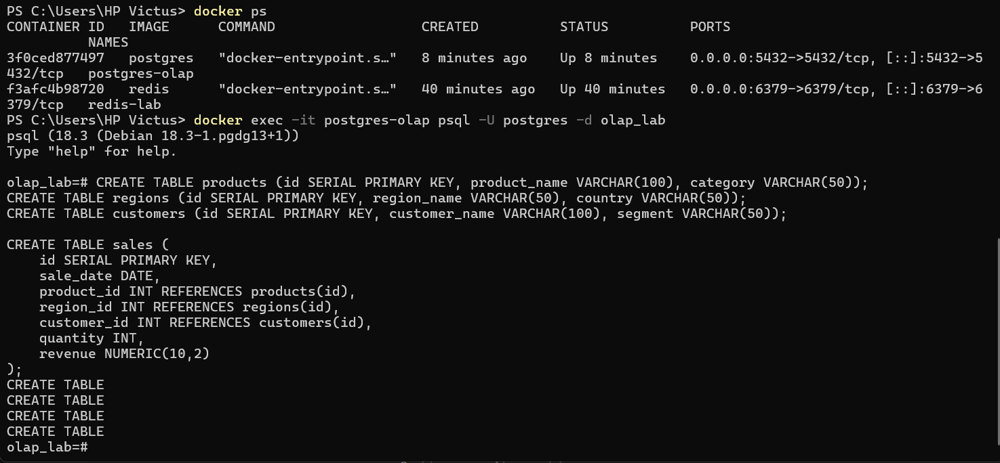 PS C:\Users\HP Victus> docker ps
CONTAINER ID   IMAGE      COMMAND                  CREATED          STATUS          PORTS
          NAMES
3f0ced877497   postgres   "docker-entrypoint.s…"   8 minutes ago    Up 8 minutes    0.0.0.0:5432->5432/tcp, [::]:5432->5
432/tcp   postgres-olap
f3afc4b98720   redis      "docker-entrypoint.s…"   40 minutes ago   Up 40 minutes   0.0.0.0:6379->6379/tcp, [::]:6379->6
379/tcp   redis-lab
PS C:\Users\HP Victus> docker exec -it postgres-olap psql -U postgres -d olap_lab
psql (18.3 (Debian 18.3-1.pgdg13+1))
Type "help" for help.

olap_lab=# CREATE TABLE products (id SERIAL PRIMARY KEY, product_name VARCHAR(100), category VARCHAR(50));
CREATE TABLE regions (id SERIAL PRIMARY KEY, region_name VARCHAR(50), country VARCHAR(50));
CREATE TABLE customers (id SERIAL PRIMARY KEY, customer_name VARCHAR(100), segment VARCHAR(50));

CREATE TABLE sales (
    id SERIAL PRIMARY KEY,
    sale_date DATE,
    product_id INT REFERENCES products(id),
    region_id INT REFERENCES regions(id),
    customer_id INT REFERENCES customers(id),
    quantity INT,
    revenue NUMERIC(10,2)
);
CREATE TABLE
CREATE TABLE
CREATE TABLE
CREATE TABLE
olap_lab=#